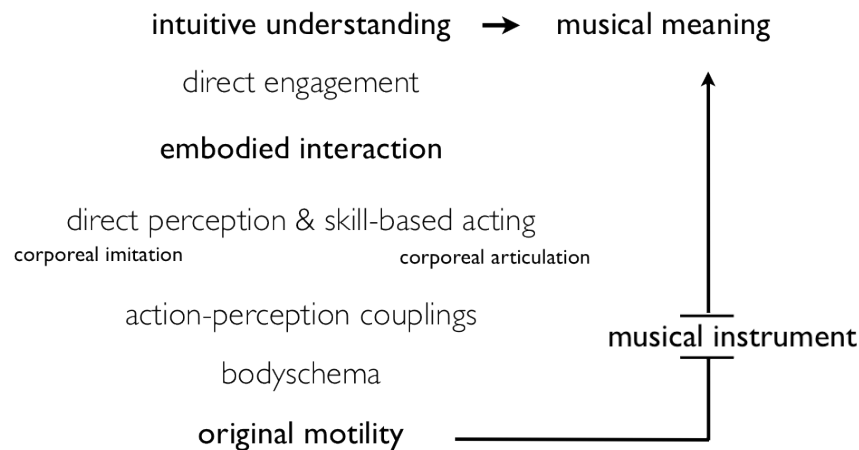 intuitive understanding → musical meaning
direct engagement
embodied interaction
direct perception & skill-based acting
corporeal imitation corporeal articulation
action-perception couplings
musical instrument
bodyschema
original motility